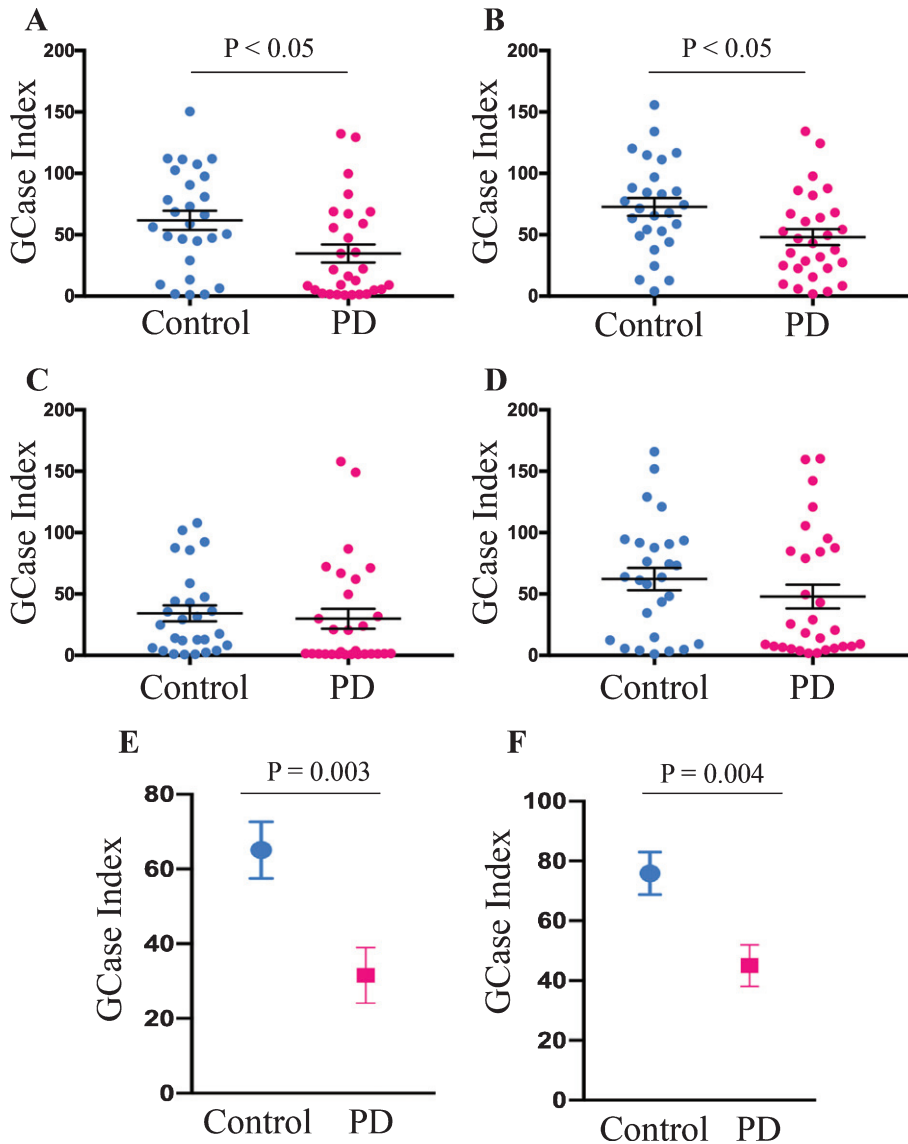 A
P < 0.05
GCase Index
200
150
100
50
0
Control PD
B
P < 0.05
GCase Index
200
150
100
50
0
Control PD
C
GCase Index
200
150
100
50
0
Control PD
D
GCase Index
200
150
100
50
0
Control PD
E
P = 0.003
GCase Index
80
60
40
20
0
Control PD
F
P = 0.004
GCase Index
100
80
60
40
20
0
Control PD